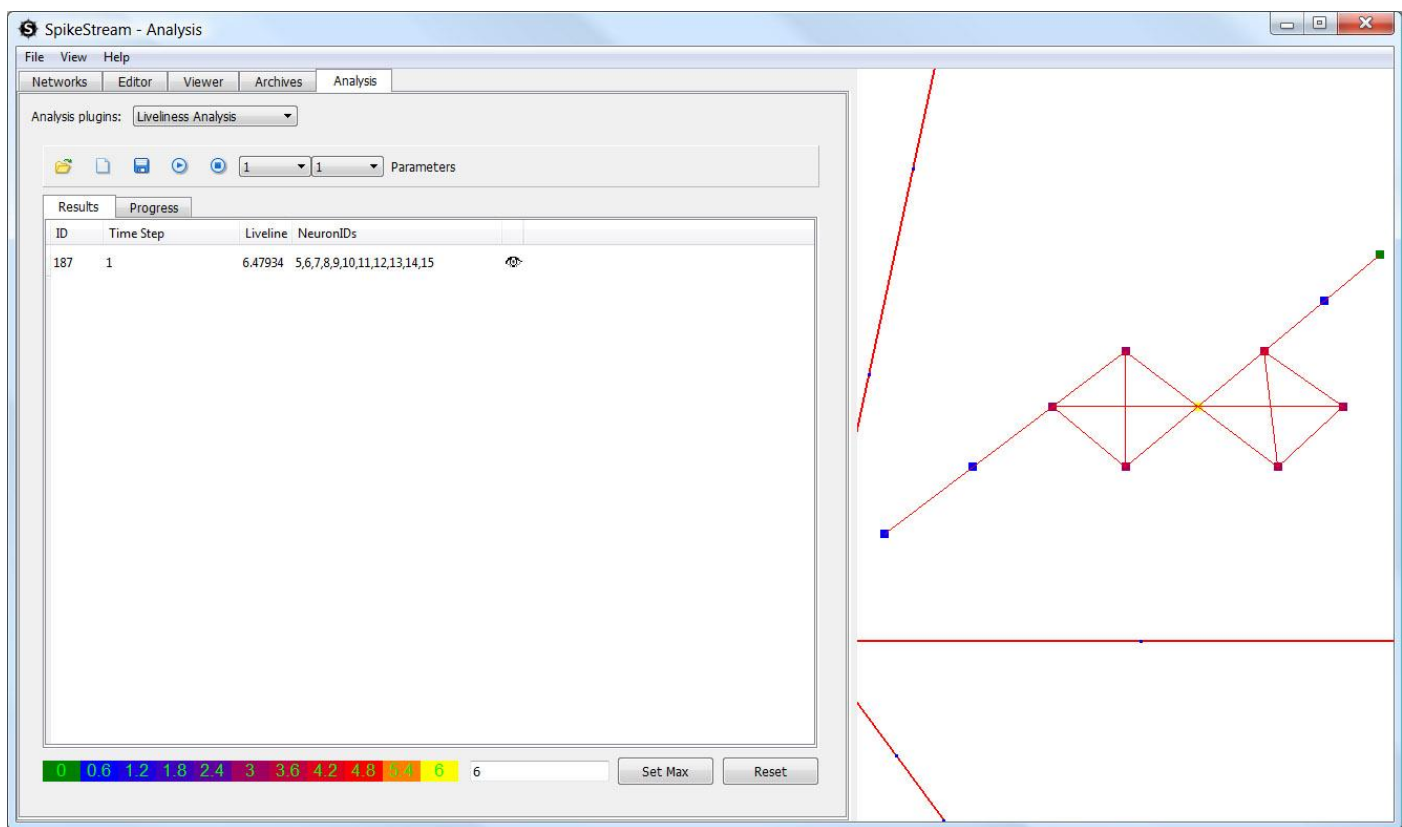 S SpikeStream - Analysis
File View Help
Networks Editor Viewer Archives Analysis
Analysis plugins: Liveliness Analysis
1 1 Parameters
Results Progress
ID Time Step Liveline NeuronIDs
187 1 6.47934 5,6,7,8,9,10,11,12,13,14,15
0 0.6 1.2 1.8 2.4 3 3.6 4.2 4.8 5.4 6 6 Set Max Reset